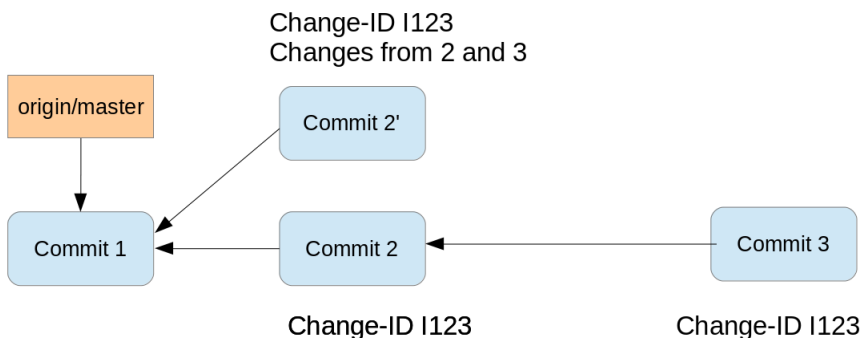 Change-ID I123
Changes from 2 and 3
origin/master
Commit 2'
Commit 1
Commit 2
Commit 3
Change-ID I123
Change-ID I123